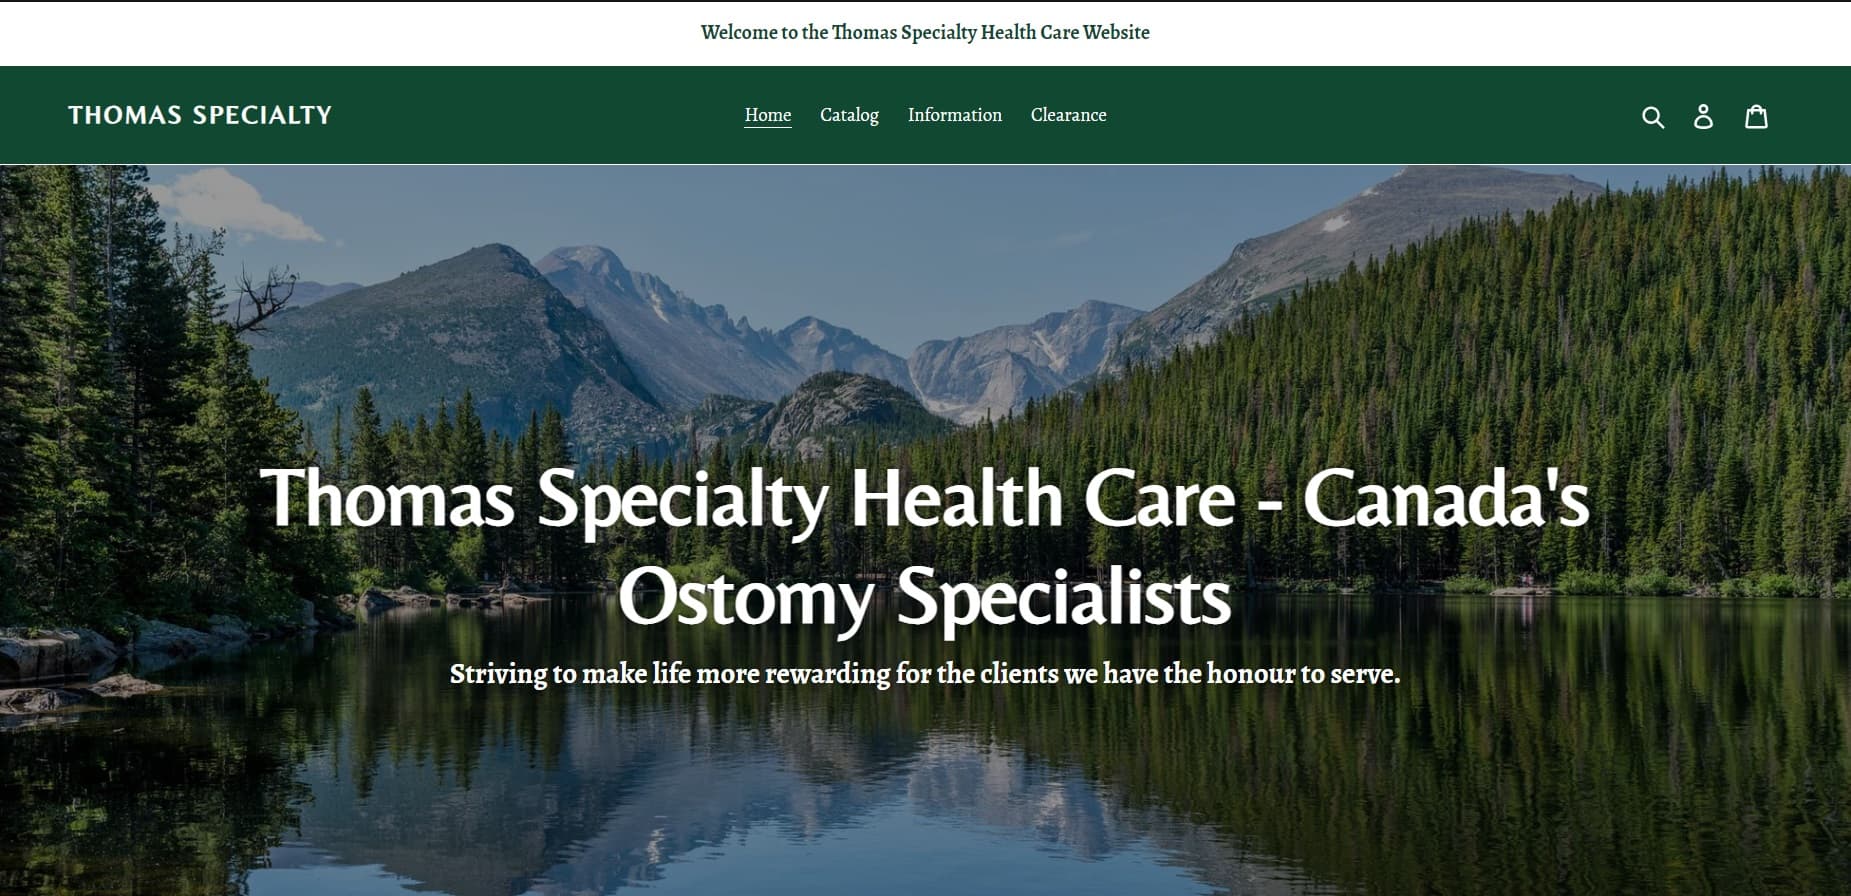 Welcome to the Thomas Specialty Health Care Website
THOMAS SPECIALTY
Home Catalog Information Clearance
Thomas Specialty Health Care - Canada's
Ostomy Specialists
Striving to make life more rewarding for the clients we have the honour to serve.